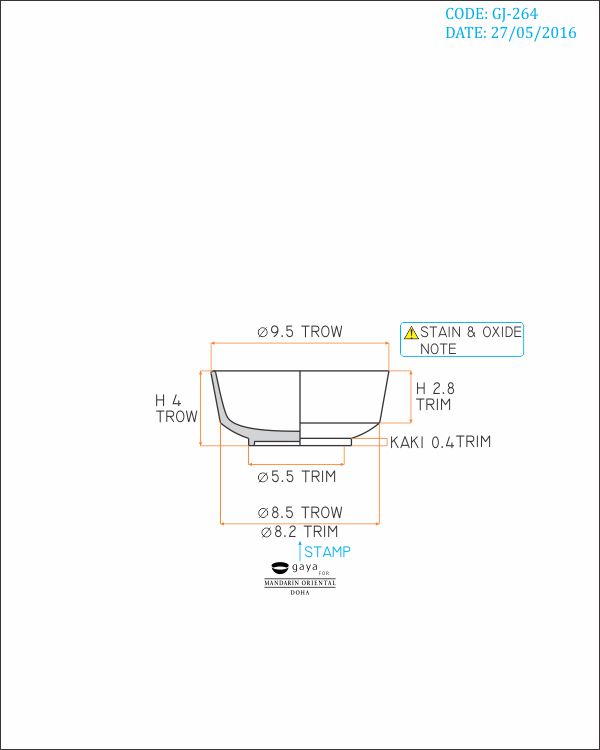 CODE: GJ-264
DATE: 27/05/2016
⌀9.5 TROW
STAIN & OXIDE
NOTE
H 4
TROW
H 2.8
TRIM
KAKI 0.4TRIM
⌀5.5 TRIM
⌀8.5 TROW
⌀8.2 TRIM
STAMP
gaya
FOR
MANDARIN ORIENTAL
DOHA